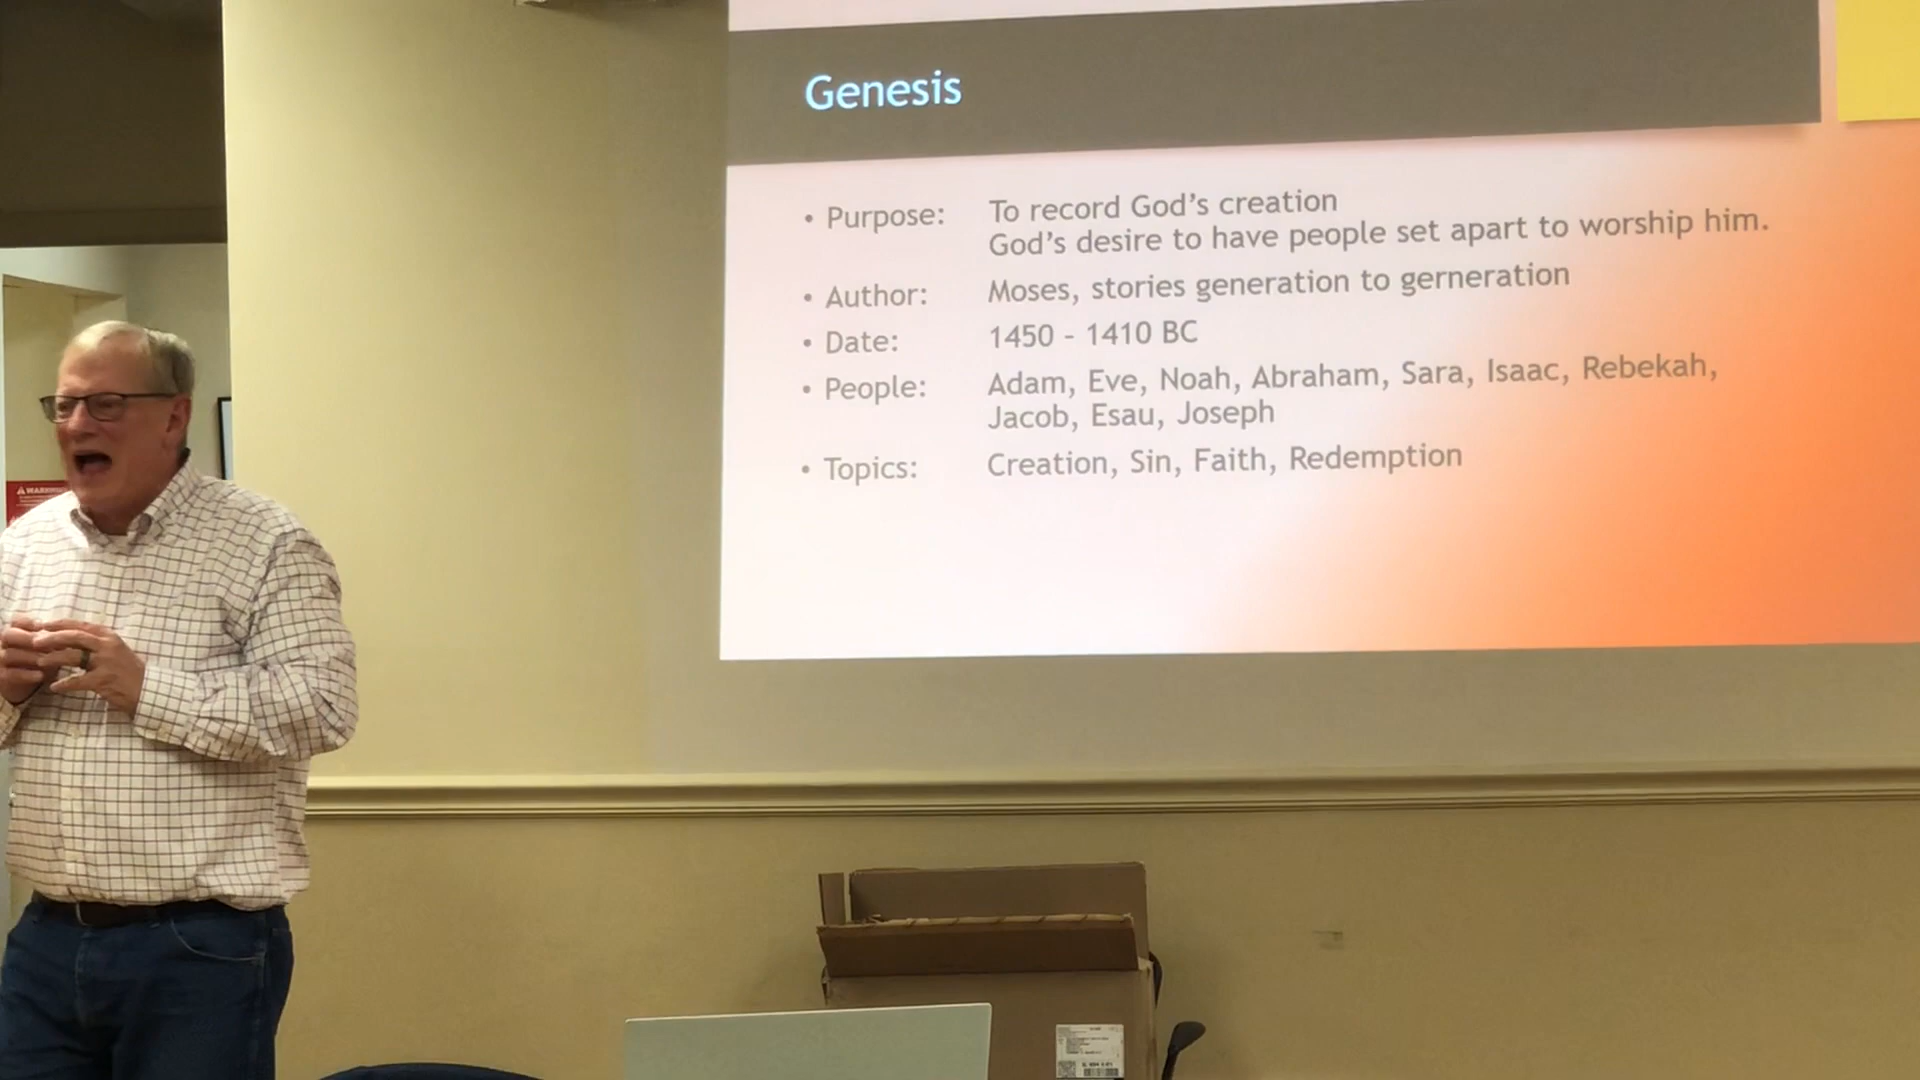 Genesis
• Purpose: To record God's creation
God's desire to have people set apart to worship him.
• Author: Moses, stories generation to gerneration
• Date: 1450 - 1410 BC
• People: Adam, Eve, Noah, Abraham, Sara, Isaac, Rebekah,
Jacob, Esau, Joseph
• Topics: Creation, Sin, Faith, Redemption
WARNING